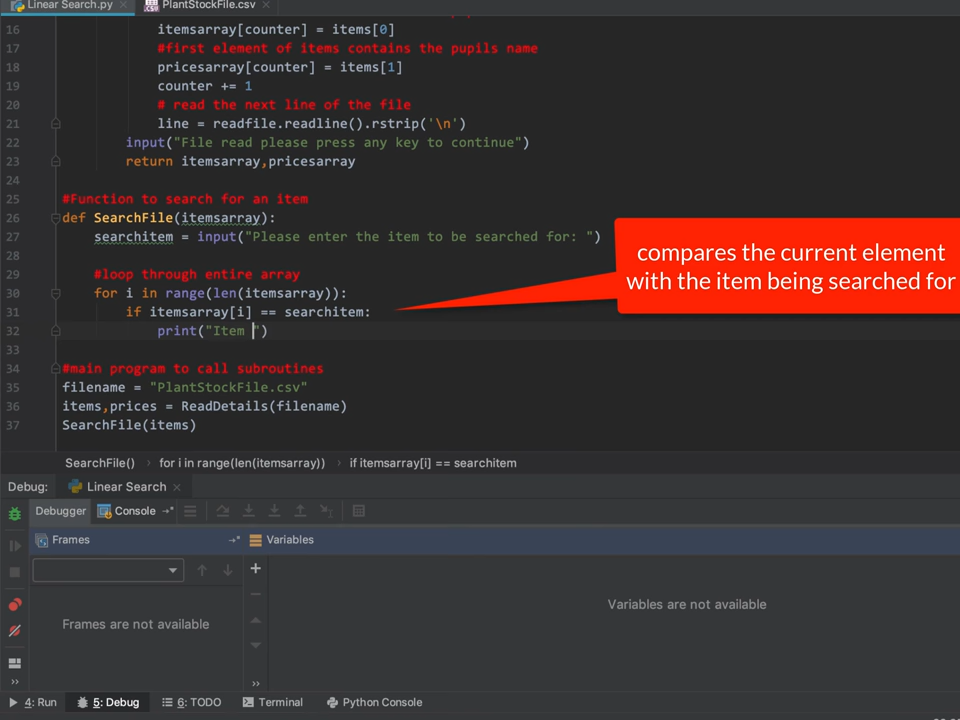 Linear Search.py
PlantStockFile.csv
16 itemsarray[counter] = items[0]
17 #first element of items contains the pupils name
18 pricesarray[counter] = items[1]
19 counter += 1
20 # read the next line of the file
21 line = readfile.readline().rstrip('\n')
22 input("File read please press any key to continue")
23 return itemsarray,pricesarray
24
25 #Function to search for an item
26 def SearchFile(itemsarray):
27 searchitem = input("Please enter the item to be searched for: ")
28
29 #loop through entire array
30 for i in range(len(itemsarray)):
31 if itemsarray[i] == searchitem:
32 print("Item ")
33
34 #main program to call subroutines
35 filename = "PlantStockFile.csv"
36 items,prices = ReadDetails(filename)
37 SearchFile(items)
compares the current element
with the item being searched for
SearchFile() › for i in range(len(itemsarray)) › if itemsarray[i] == searchitem
Debug: Linear Search
Debugger Console
Frames Variables
Frames are not available
Variables are not available
4: Run 5: Debug 6: TODO Terminal Python Console